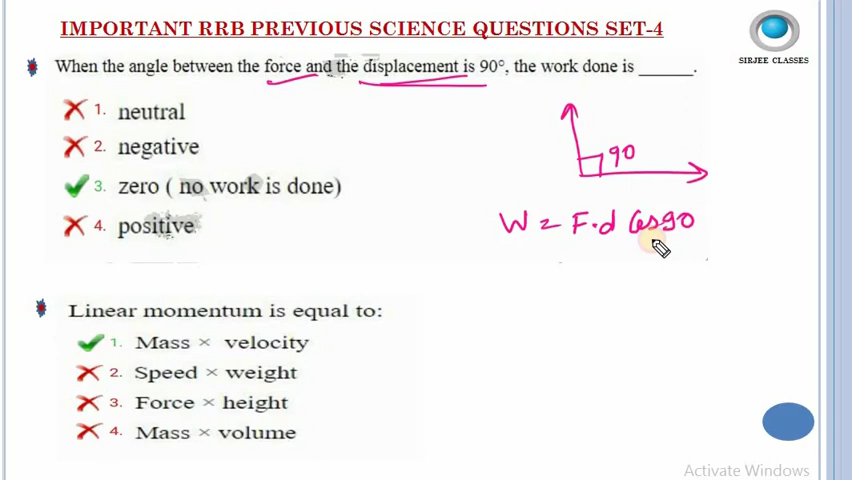 IMPORTANT RRB PREVIOUS SCIENCE QUESTIONS SET-4
SIRJEE CLASSES
When the angle between the force and the displacement is 90°, the work done is ______.
1. neutral
2. negative
3. zero ( no work is done)
4. positive
90
W = F.d Cos90
Linear momentum is equal to:
1. Mass × velocity
2. Speed × weight
3. Force × height
4. Mass × volume
Activate Windows